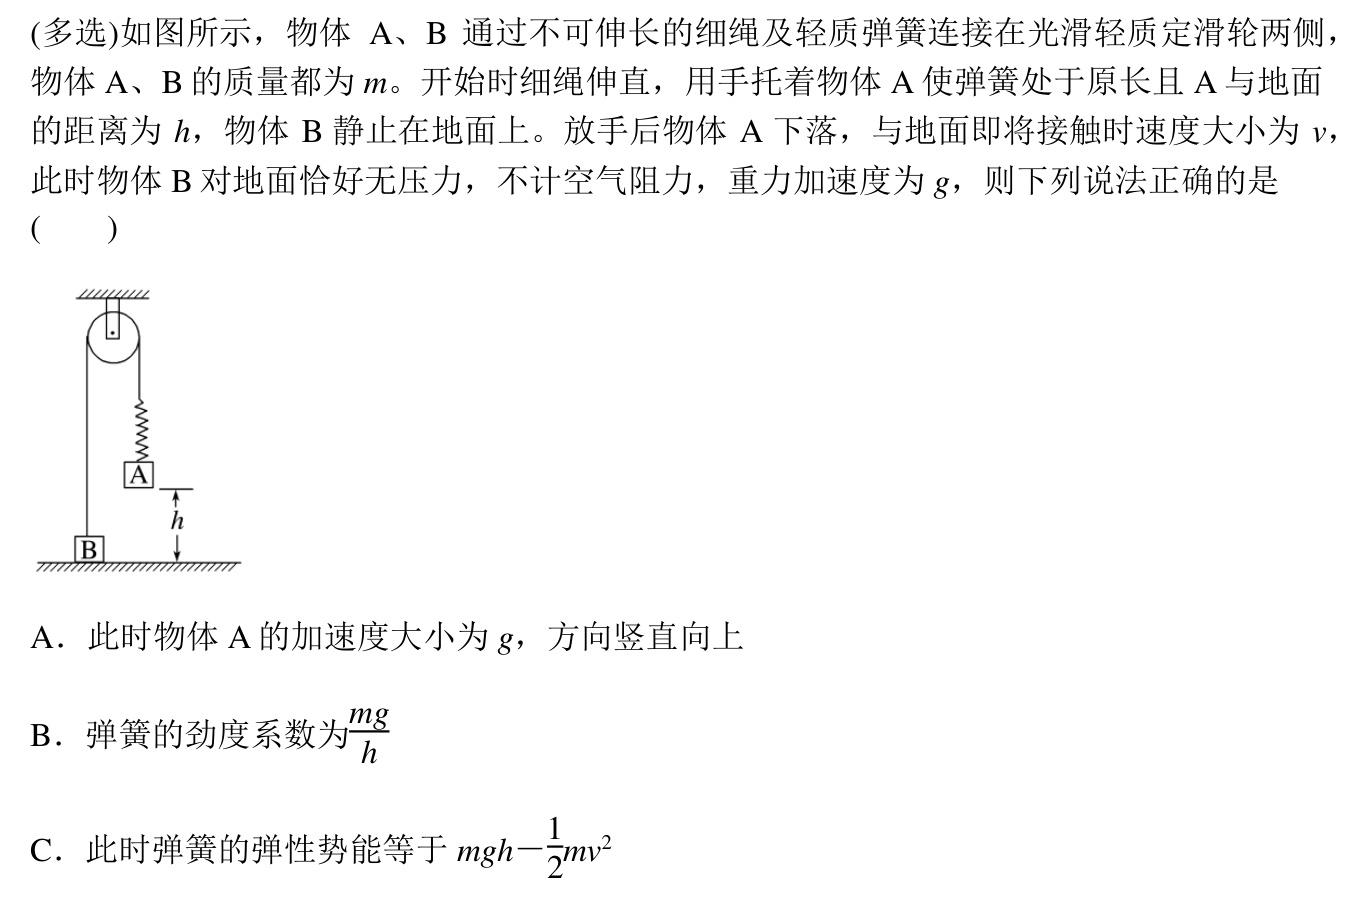 (多选)如图所示，物体 A、B 通过不可伸长的细绳及轻质弹簧连接在光滑轻质定滑轮两侧，
物体 A、B 的质量都为 m。开始时细绳伸直，用手托着物体 A 使弹簧处于原长且 A 与地面
的距离为 h，物体 B 静止在地面上。放手后物体 A 下落，与地面即将接触时速度大小为 v，
此时物体 B 对地面恰好无压力，不计空气阻力，重力加速度为 g，则下列说法正确的是
(　　)
A
h
B
A．此时物体 A 的加速度大小为 g，方向竖直向上
B．弹簧的劲度系数为\frac{mg}{h}
C．此时弹簧的弹性势能等于 mgh－\frac{1}{2}mv²